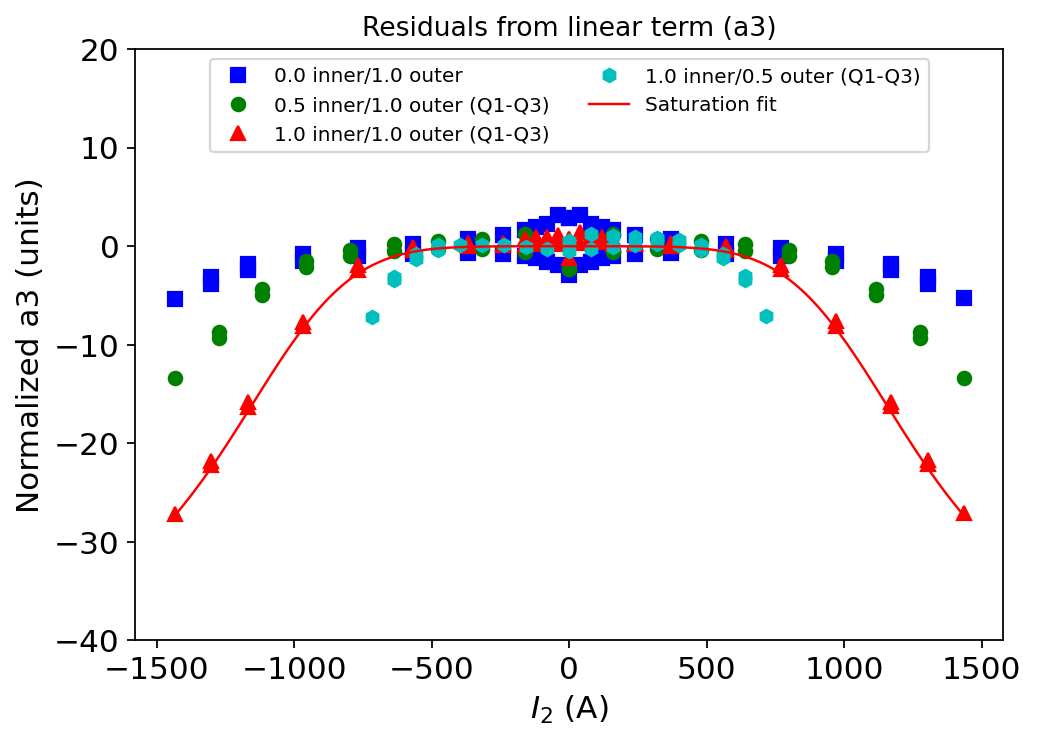 Residuals from linear term (a3)
0.0 inner/1.0 outer
0.5 inner/1.0 outer (Q1-Q3)
1.0 inner/1.0 outer (Q1-Q3)
1.0 inner/0.5 outer (Q1-Q3)
Saturation fit
Normalized a3 (units)
20
10
0
−10
−20
−30
−40
−1500 −1000 −500 0 500 1000 1500
I₂ (A)